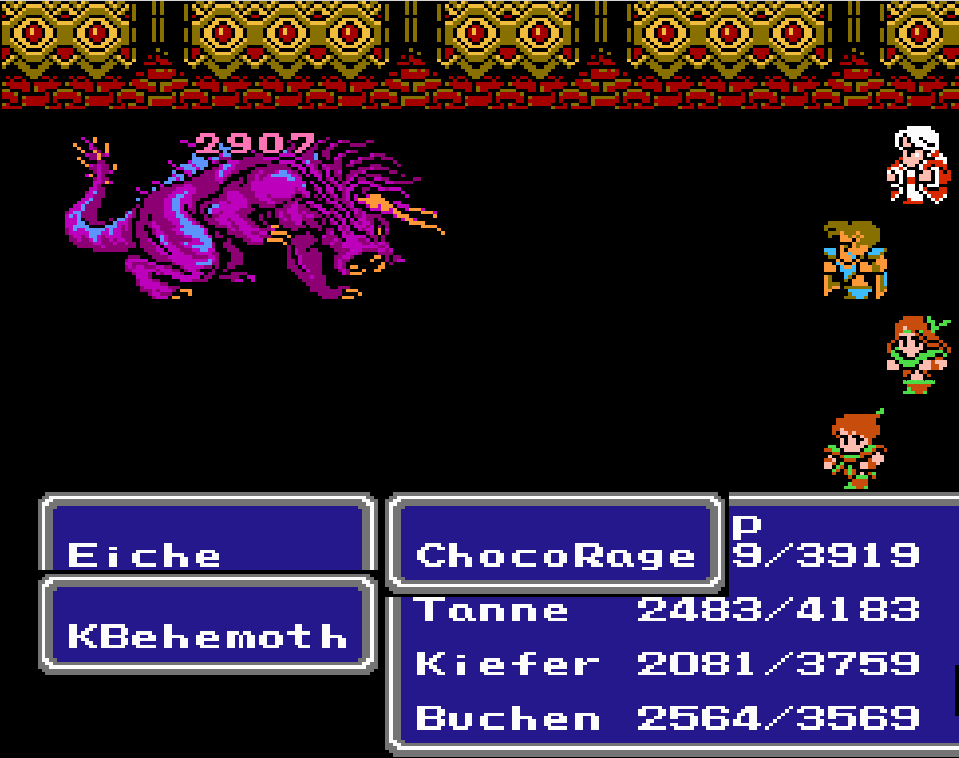 2907
Eiche
ChocoRage
p
9/3919
KBehemoth
Tanne 2483/4183
Kiefer 2081/3759
Buchen 2564/3569